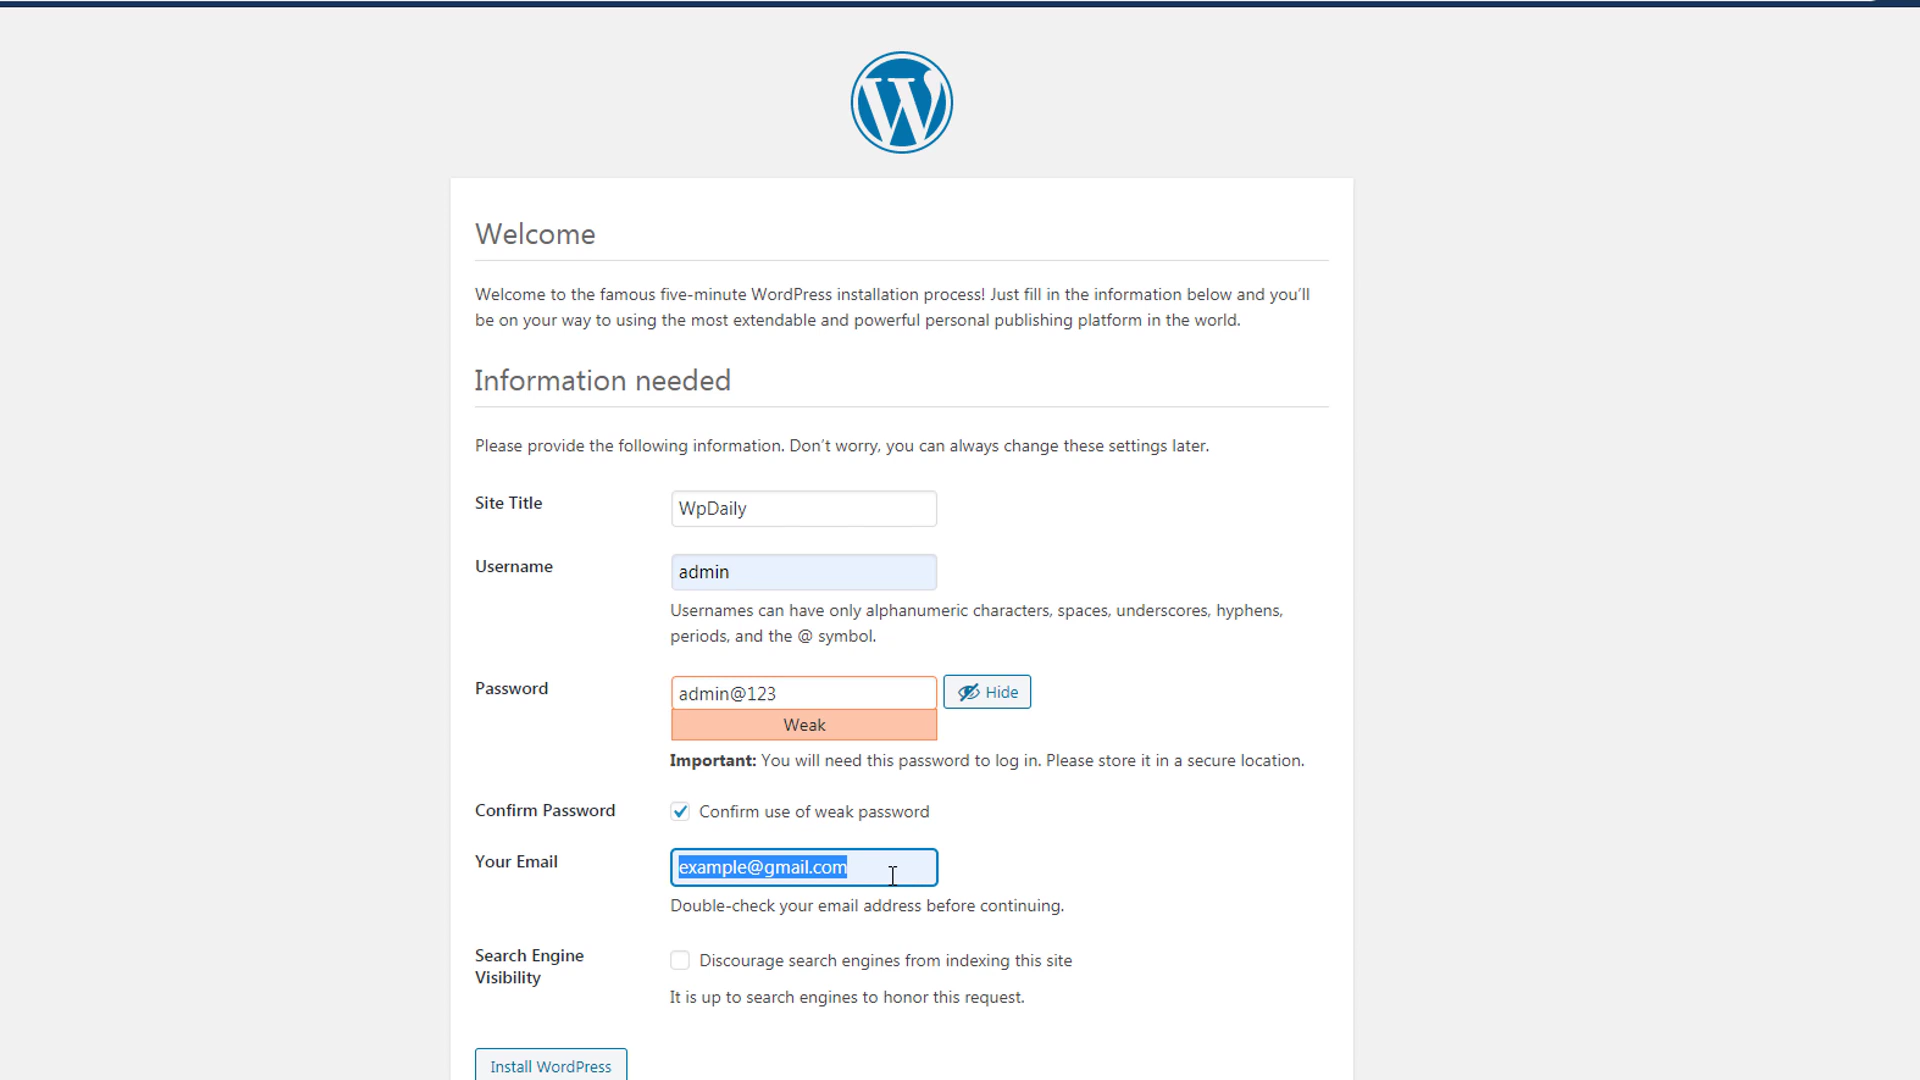 Welcome
Welcome to the famous five-minute WordPress installation process! Just fill in the information below and you’ll
be on your way to using the most extendable and powerful personal publishing platform in the world.
Information needed
Please provide the following information. Don’t worry, you can always change these settings later.
Site Title
WpDaily
Username
admin
Usernames can have only alphanumeric characters, spaces, underscores, hyphens,
periods, and the @ symbol.
Password
admin@123
Hide
Weak
Important: You will need this password to log in. Please store it in a secure location.
Confirm Password
Confirm use of weak password
Your Email
example@gmail.com
Double-check your email address before continuing.
Search Engine
Visibility
Discourage search engines from indexing this site
It is up to search engines to honor this request.
Install WordPress